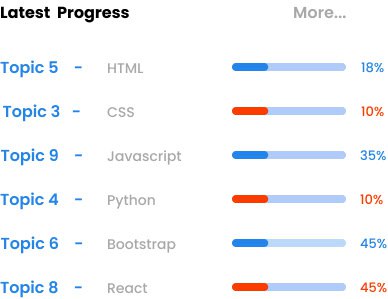 Latest Progress More...
Topic 5 - HTML 18%
Topic 3 - CSS 10%
Topic 9 - Javascript 35%
Topic 4 - Python 10%
Topic 6 - Bootstrap 45%
Topic 8 - React 45%